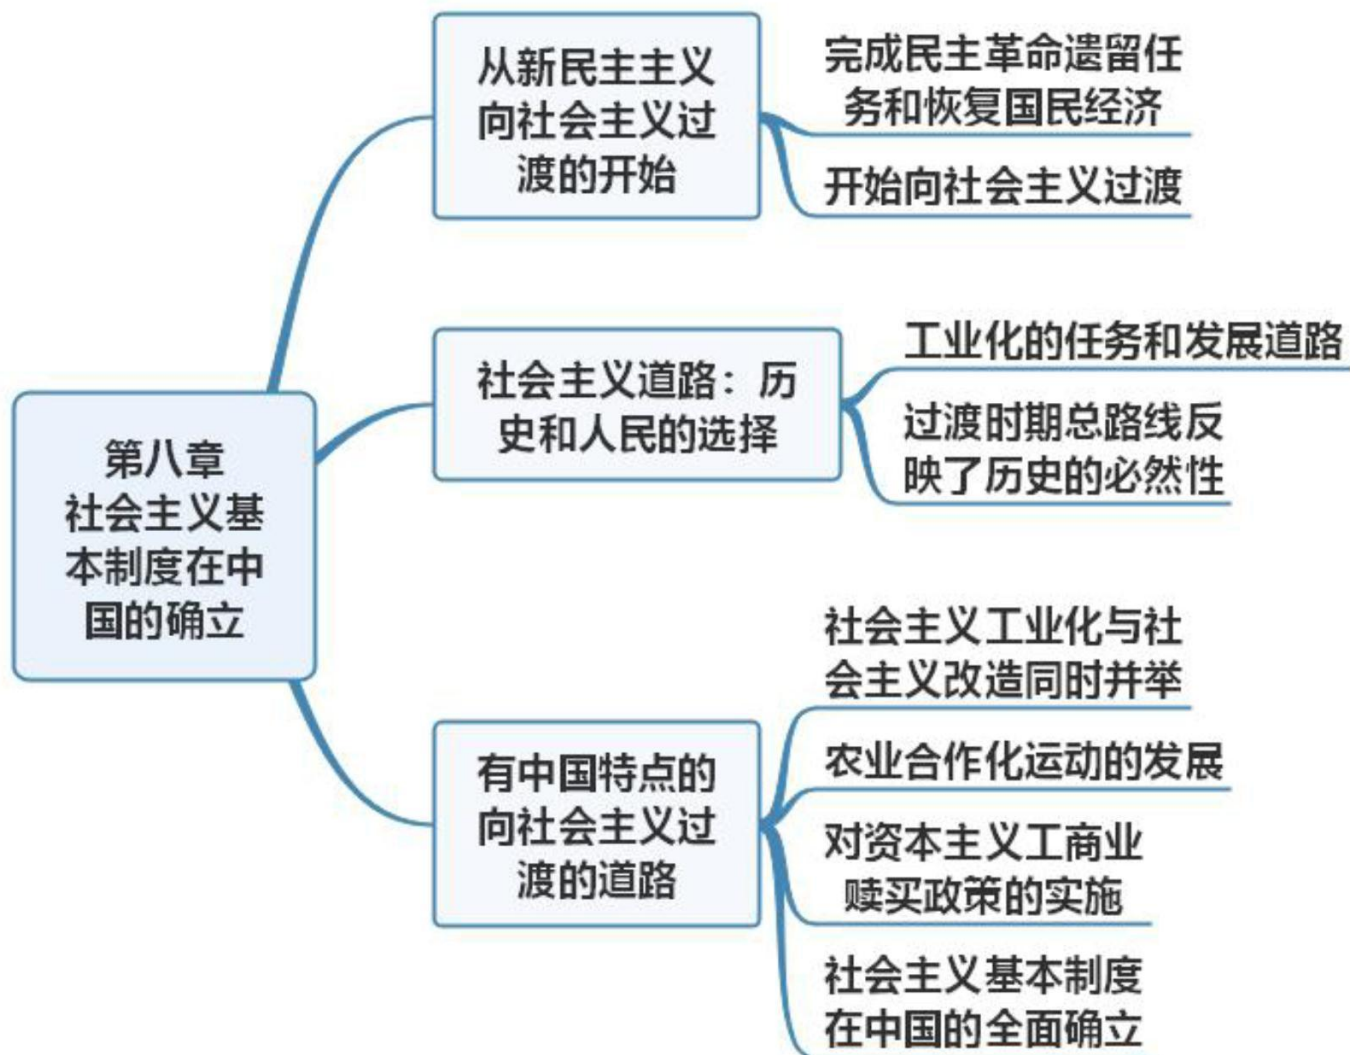 第八章
社会主义基
本制度在中
国的确立
从新民主主义
向社会主义过
渡的开始
完成民主革命遗留任
务和恢复国民经济
开始向社会主义过渡
社会主义道路：历
史和人民的选择
工业化的任务和发展道路
过渡时期总路线反
映了历史的必然性
有中国特点的
向社会主义过
渡的道路
社会主义工业化与社
会主义改造同时并举
农业合作化运动的发展
对资本主义工商业
赎买政策的实施
社会主义基本制度
在中国的全面确立